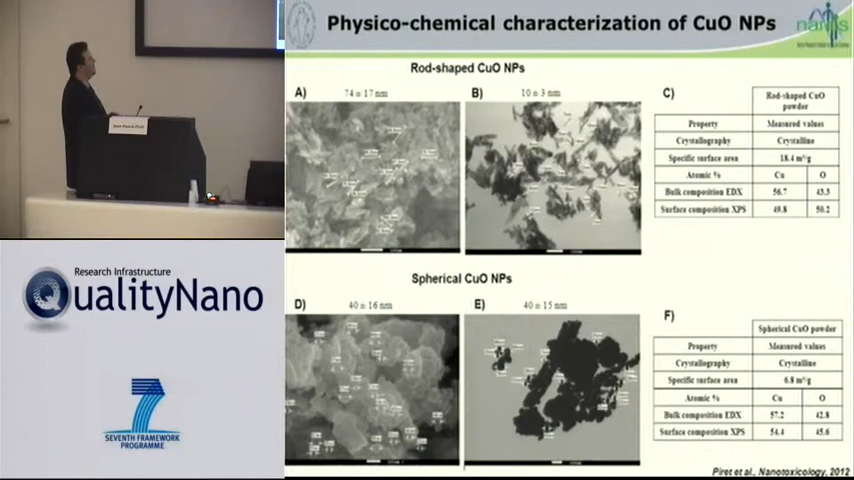 Physico-chemical characterization of CuO NPs
Rod-shaped CuO NPs
A) 74 ± 17 nm
B) 10 ± 3 nm
C)
Rod-shaped CuO powder
Property Measured values
Crystallography Crystalline
Specific surface area 18.4 m²/g
Atomic % Cu O
Bulk composition EDX 56.7 43.3
Surface composition XPS 49.8 50.2
Research Infrastructure
QualityNano
7
SEVENTH FRAMEWORK
PROGRAMME
Spherical CuO NPs
D) 40 ± 16 nm
E) 40 ± 15 nm
F)
Spherical CuO powder
Property Measured values
Crystallography Crystalline
Specific surface area 6.8 m²/g
Atomic % Cu O
Bulk composition EDX 57.2 42.8
Surface composition XPS 54.4 45.6
Piret et al., Nanotoxicology, 2012